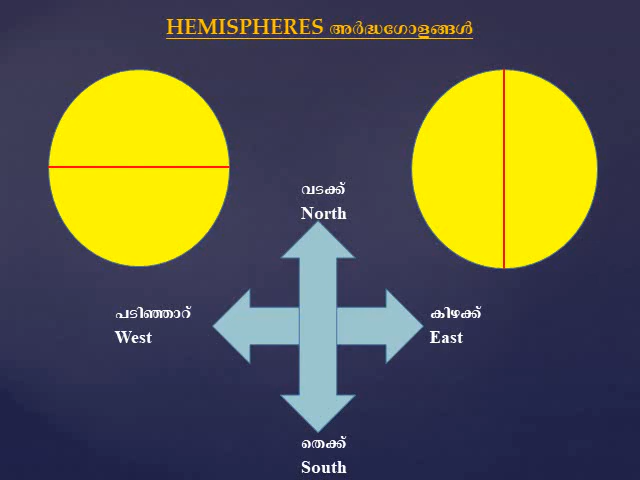 HEMISPHERES അർദ്ധഗോളങ്ങൾ
വടക്ക്
North
പടിഞ്ഞാറ്
West
കിഴക്ക്
East
തെക്ക്
South